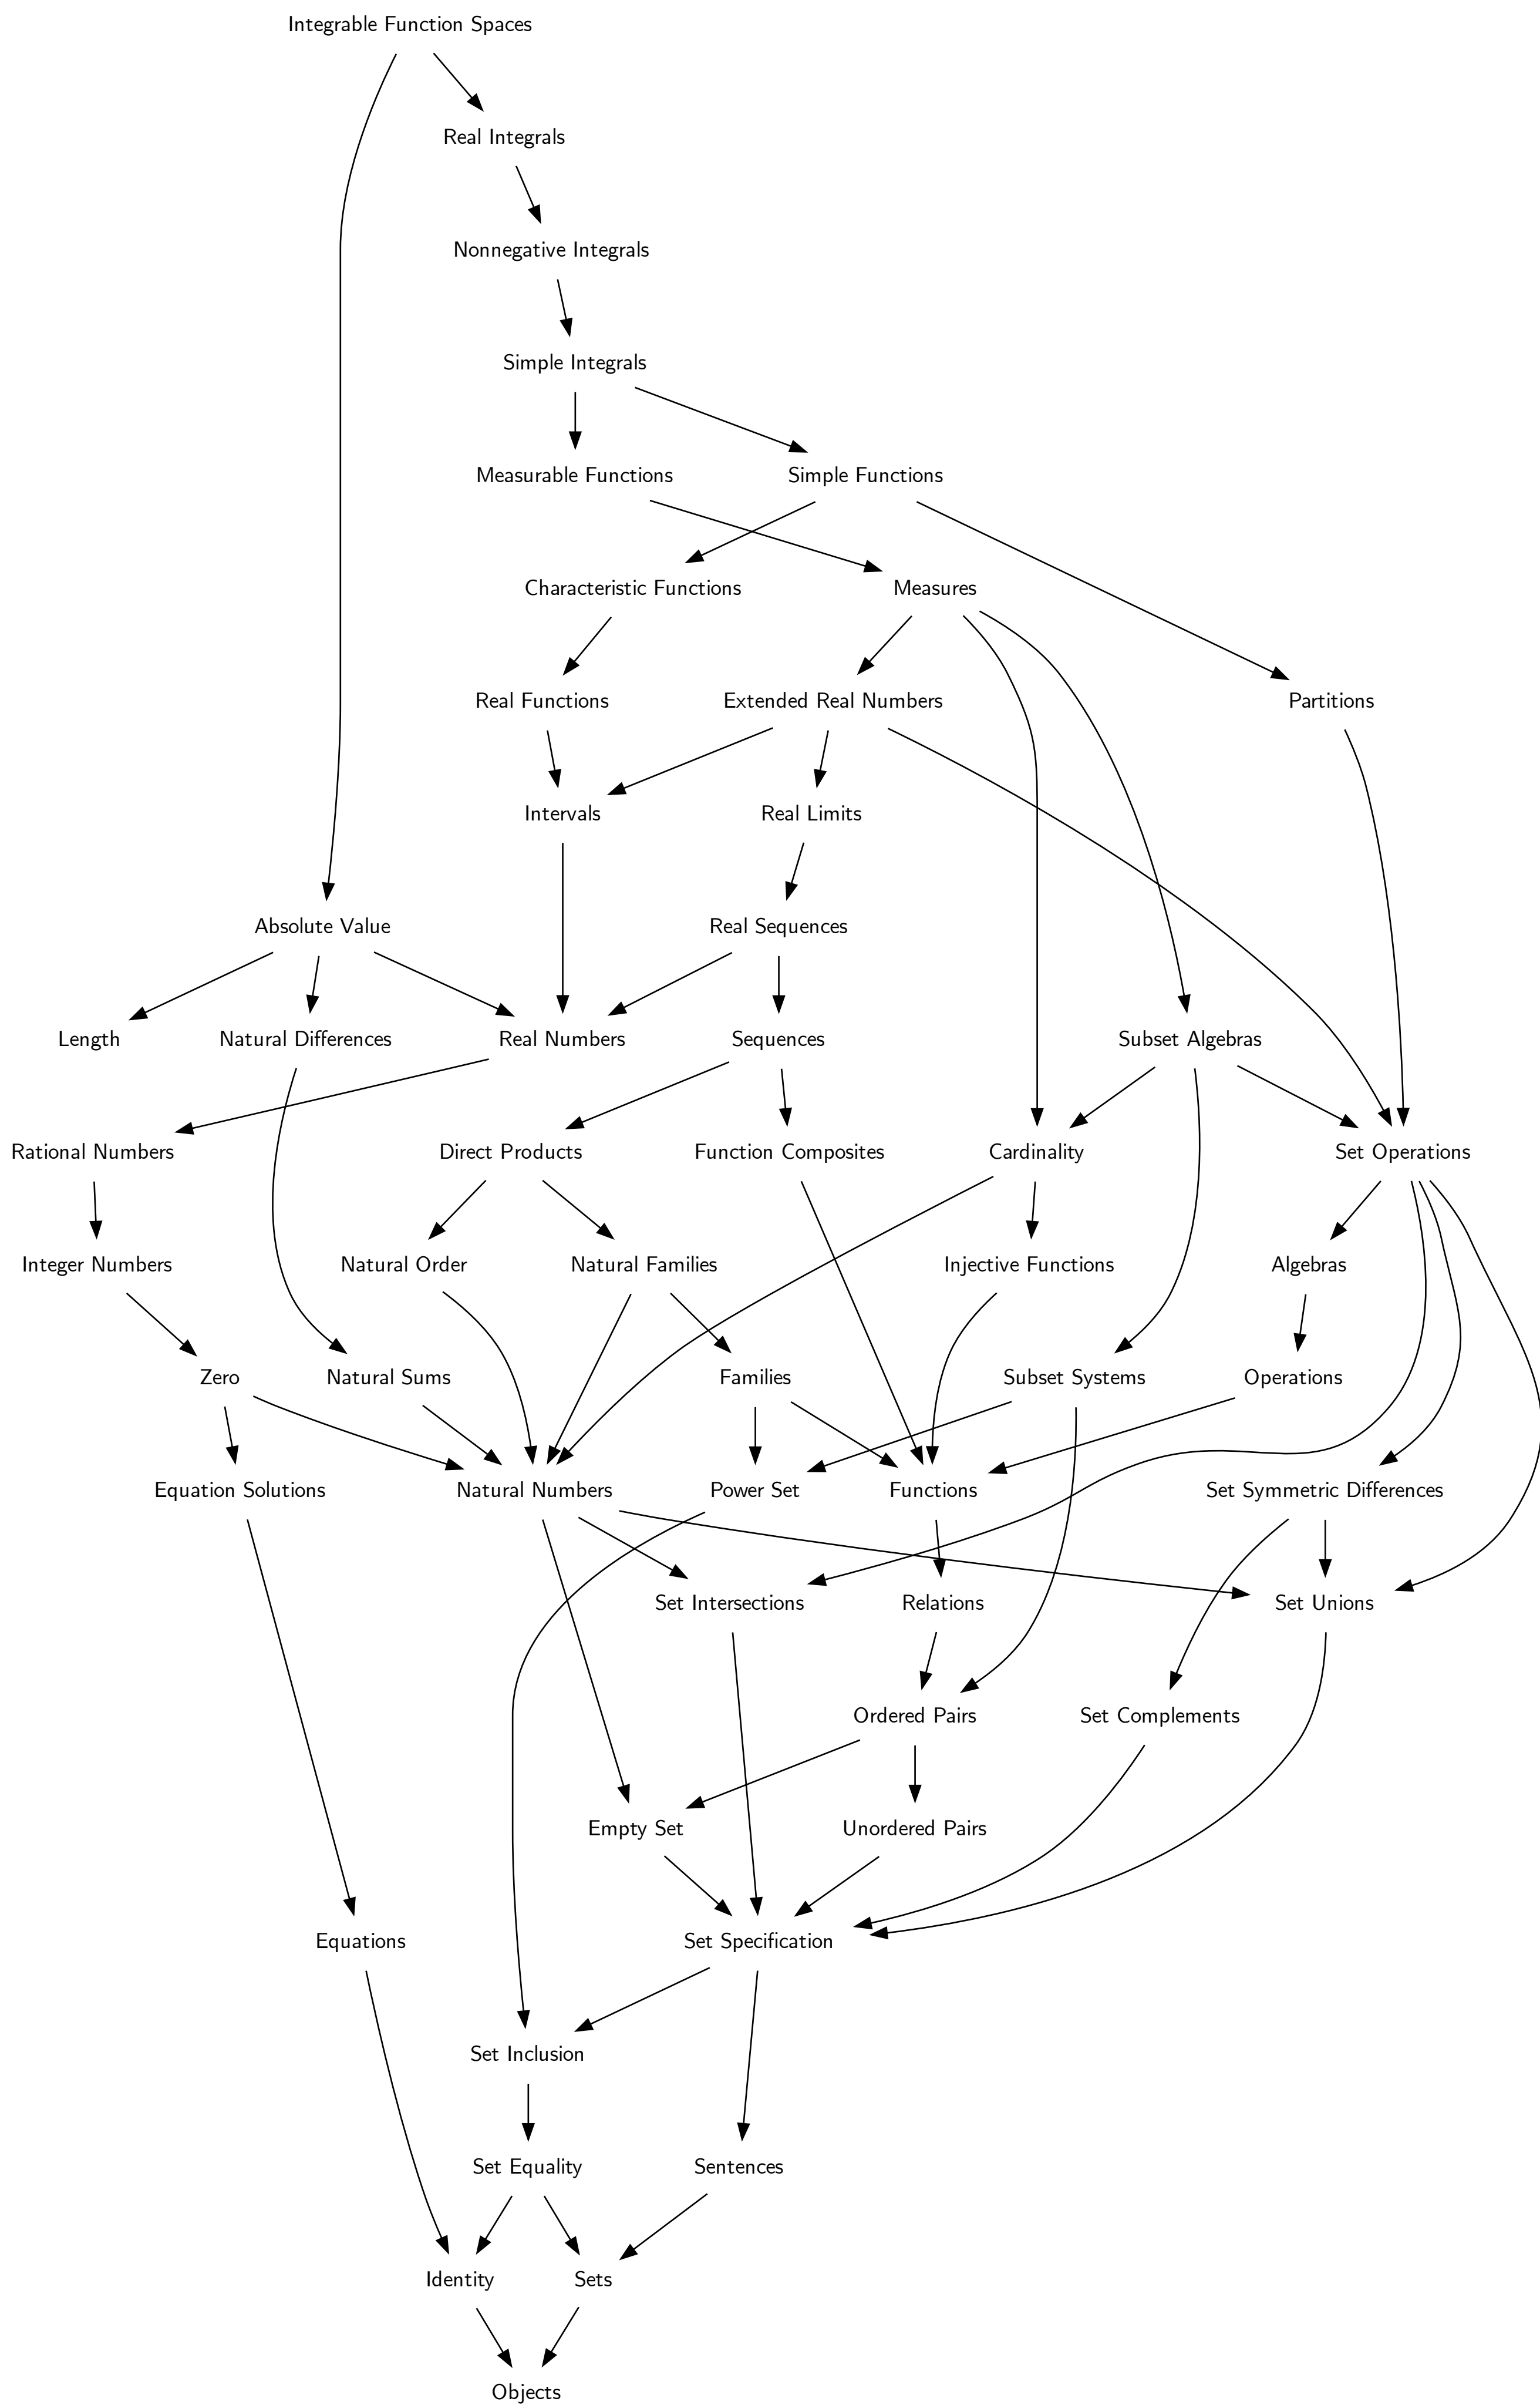 Integrable Function Spaces
Real Integrals
Nonnegative Integrals
Simple Integrals
Measurable Functions
Simple Functions
Characteristic Functions
Measures
Real Functions
Extended Real Numbers
Partitions
Intervals
Real Limits
Absolute Value
Real Sequences
Length
Natural Differences
Real Numbers
Sequences
Subset Algebras
Rational Numbers
Direct Products
Function Composites
Cardinality
Set Operations
Integer Numbers
Natural Order
Natural Families
Injective Functions
Algebras
Zero
Natural Sums
Families
Subset Systems
Operations
Equation Solutions
Natural Numbers
Power Set
Functions
Set Symmetric Differences
Set Intersections
Relations
Set Unions
Ordered Pairs
Set Complements
Empty Set
Unordered Pairs
Equations
Set Specification
Set Inclusion
Set Equality
Sentences
Identity
Sets
Objects